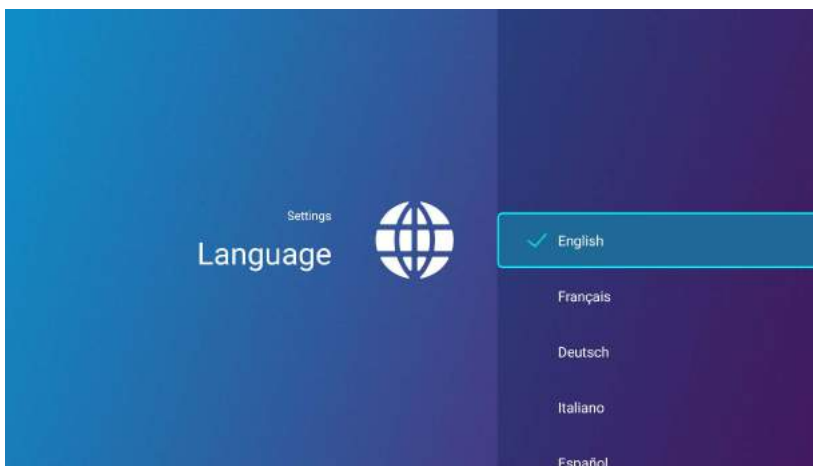 Settings
Language
English
Français
Deutsch
Italiano
Español